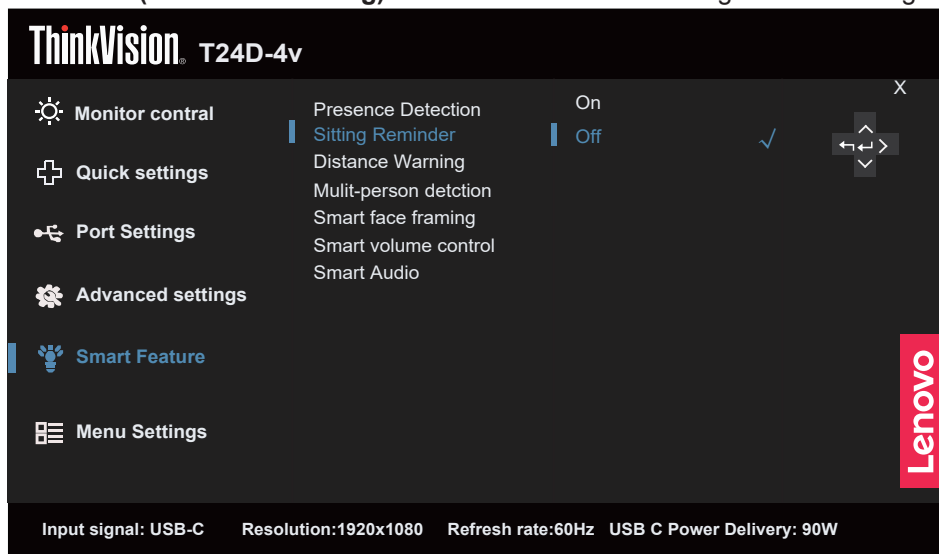 ThinkVision® T24D-4v
X
Monitor contral
Quick settings
Port Settings
Advanced settings
Smart Feature
Menu Settings
Presence Detection
Sitting Reminder
Distance Warning
Mulit-person detction
Smart face framing
Smart volume control
Smart Audio
On
Off √
Lenovo
Input signal: USB-C Resolution:1920x1080 Refresh rate:60Hz USB C Power Delivery: 90W